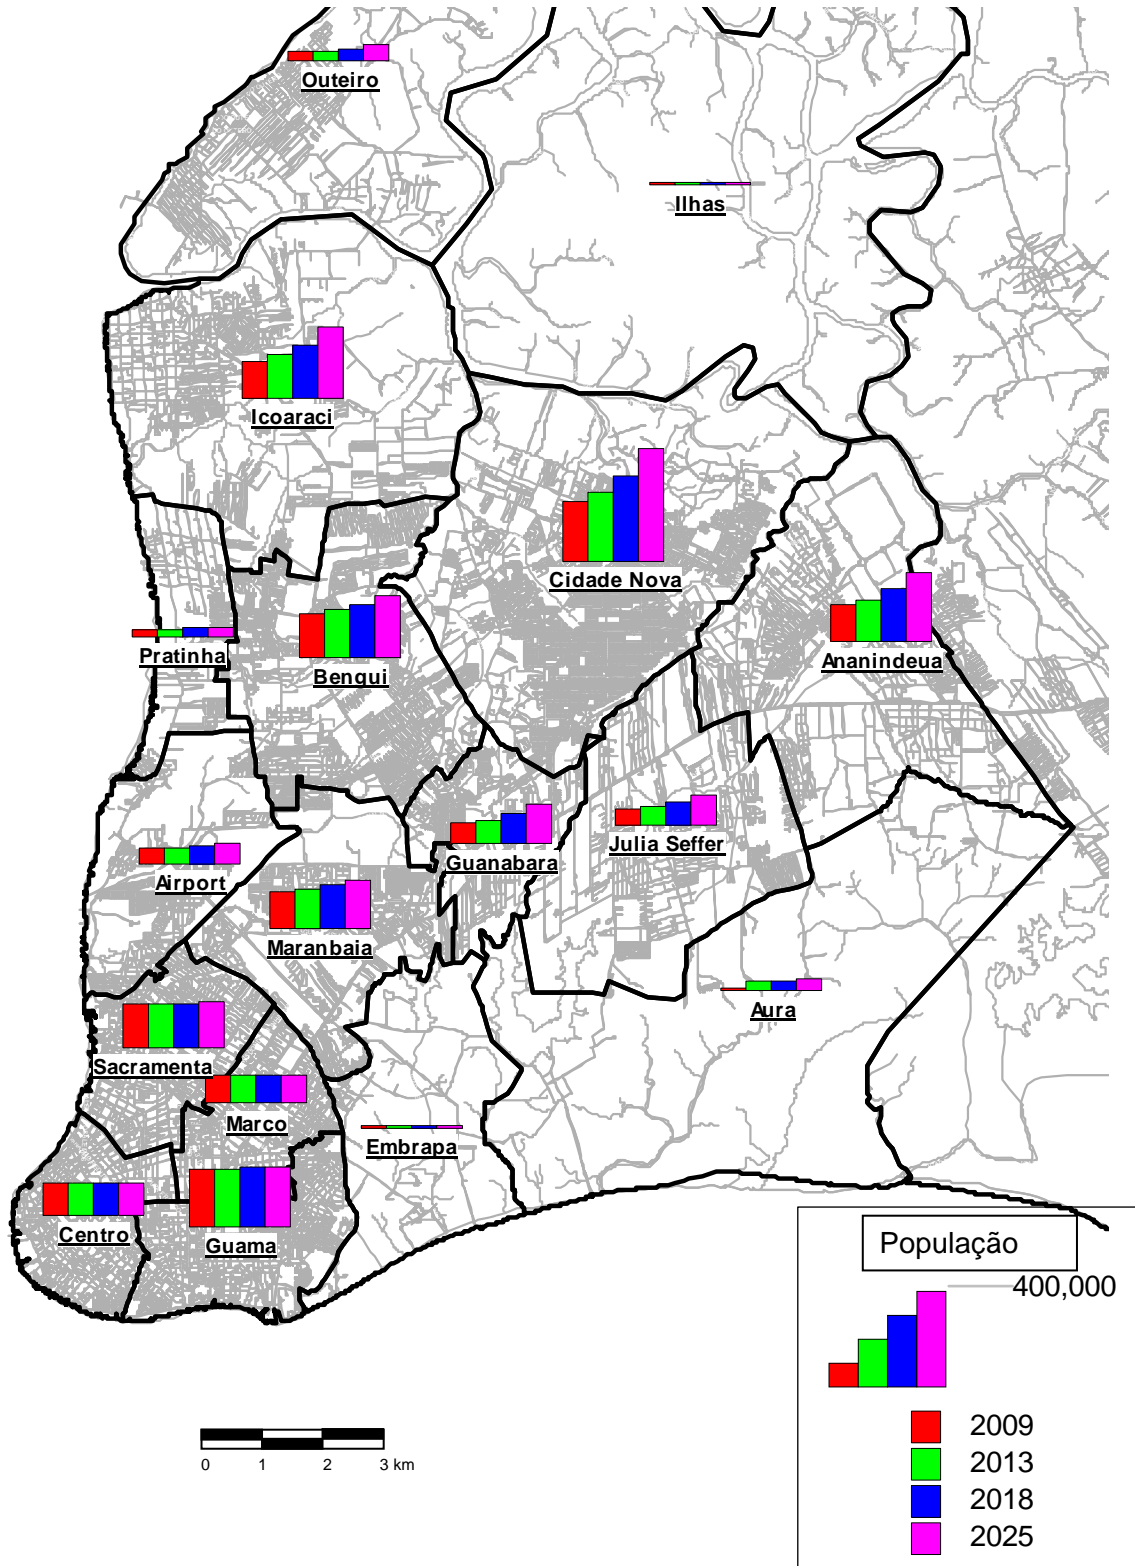 Outeiro
Ilhas
Icoaraci
Cidade Nova
Pratinha
Benqui
Ananindeua
Guanabara
Julia Seffer
Airport
Maranbaia
Aura
Sacramenta
Marco
Embrapa
Centro
Guama
População
400,000
0 1 2 3 km
2009
2013
2018
2025